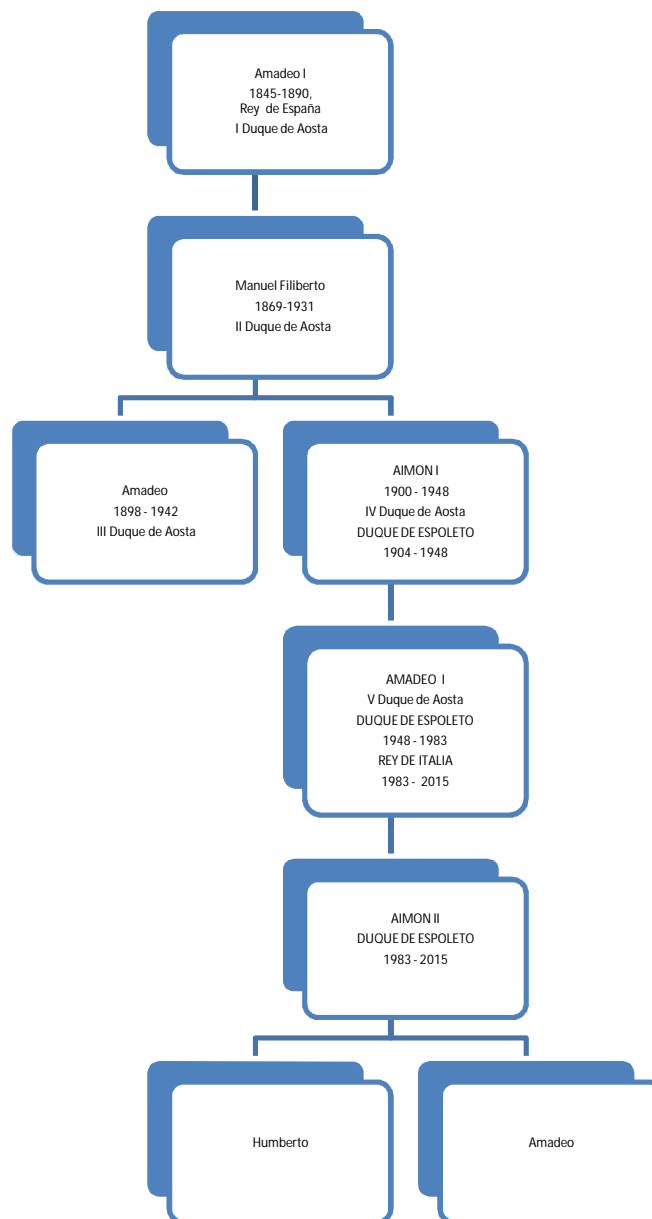 Amadeo I
1845-1890,
Rey de España
I Duque de Aosta
Manuel Filiberto
1869-1931
II Duque de Aosta
Amadeo
1898 - 1942
III Duque de Aosta
AIMON I
1900 - 1948
IV Duque de Aosta
DUQUE DE ESPOLETO
1904 - 1948
AMADEO I
V Duque de Aosta
DUQUE DE ESPOLETO
1948 - 1983
REY DE ITALIA
1983 - 2015
AIMON II
DUQUE DE ESPOLETO
1983 - 2015
Humberto
Amadeo